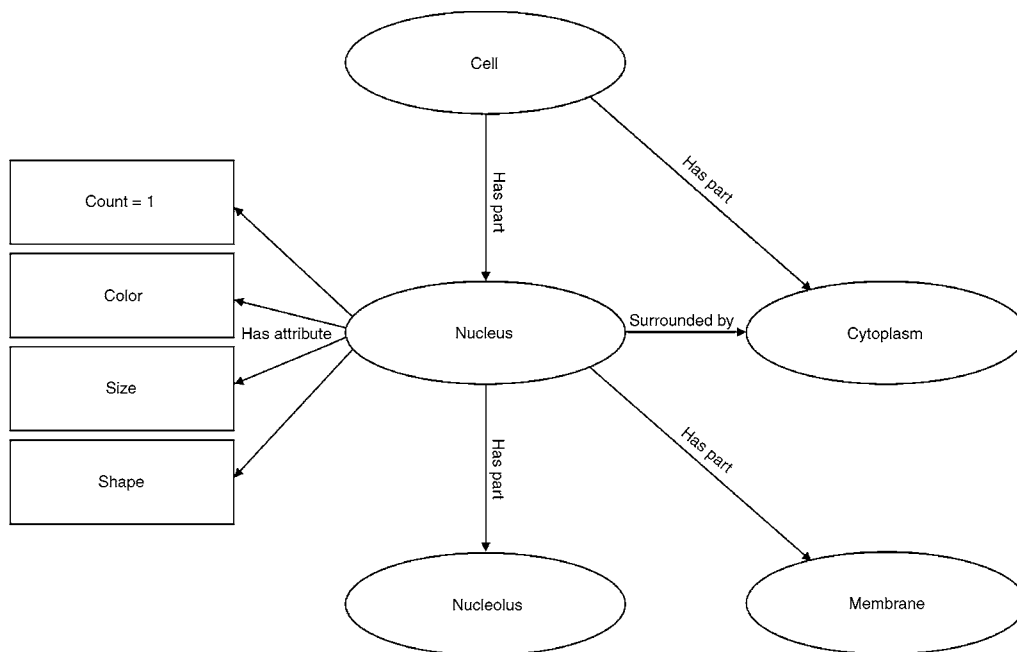 Cell
Has part
Has part
Count = 1
Color
Size
Shape
Has attribute
Nucleus
Surrounded by
Cytoplasm
Has part
Has part
Nucleolus
Membrane